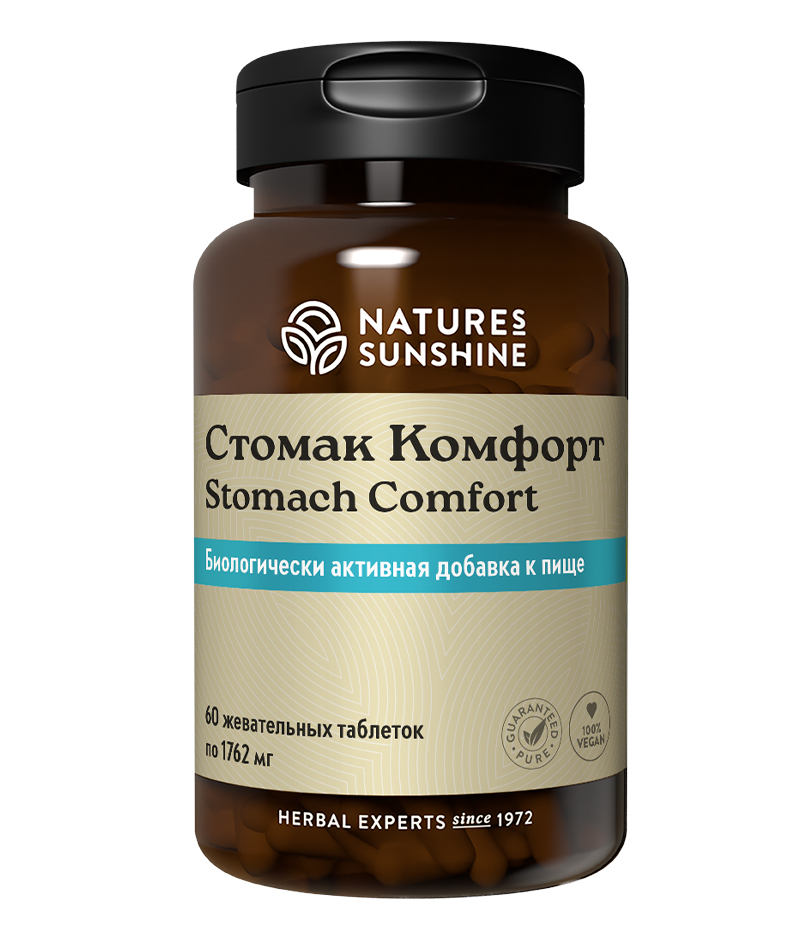 NATURES
SUNSHINE
Стомак Комфорт
Stomach Comfort
Биологически активная добавка к пище
60 жевательных таблеток
по 1762 мг
GUARANTEED
• PURE •
100%
VEGAN
HERBAL EXPERTS since 1972